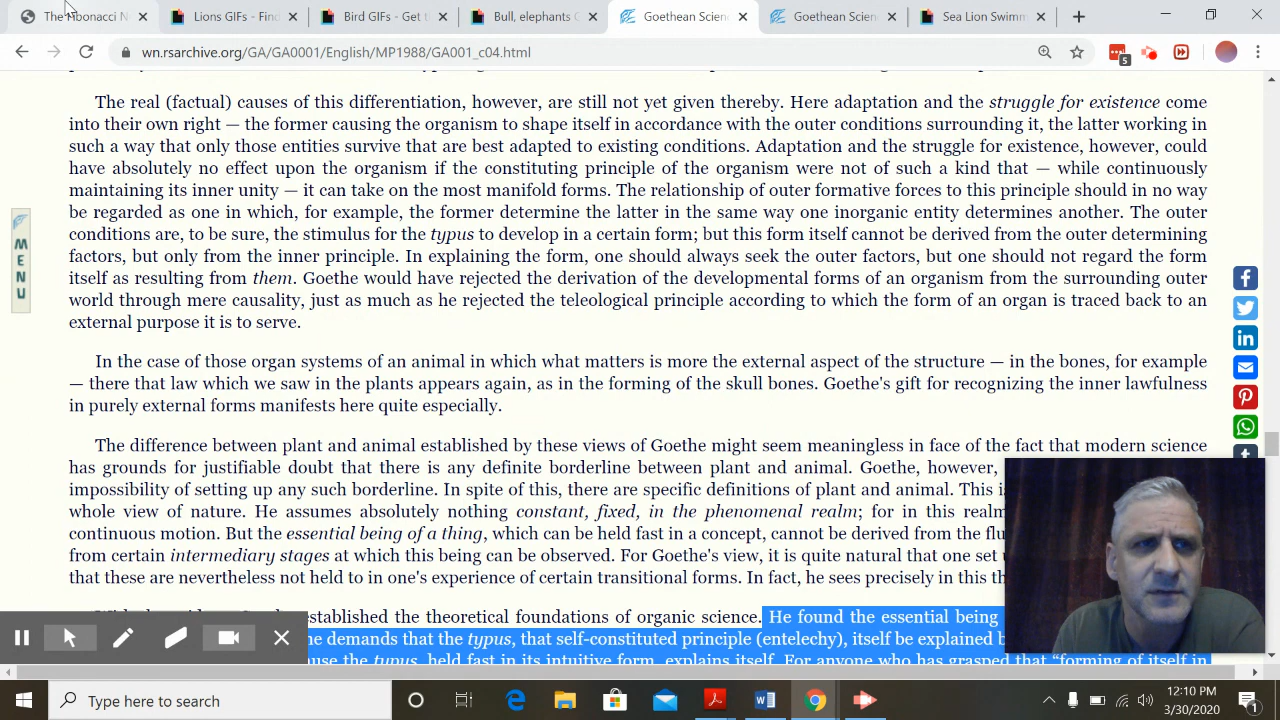 The Fibonacci N
Lions GIFs - Fin
Bird GIFs - Get t
Bull, elephants
Goethean Scien
Goethean Scien
Sea Lion Swimm
wn.rsarchive.org/GA/GA0001/English/MP1988/GA001_c04.html
5
The real (factual) causes of this differentiation, however, are still not yet given thereby. Here adaptation and the struggle for existence come
into their own right — the former causing the organism to shape itself in accordance with the outer conditions surrounding it, the latter working in
such a way that only those entities survive that are best adapted to existing conditions. Adaptation and the struggle for existence, however, could
have absolutely no effect upon the organism if the constituting principle of the organism were not of such a kind that — while continuously
maintaining its inner unity — it can take on the most manifold forms. The relationship of outer formative forces to this principle should in no way
be regarded as one in which, for example, the former determine the latter in the same way one inorganic entity determines another. The outer
conditions are, to be sure, the stimulus for the typus to develop in a certain form; but this form itself cannot be derived from the outer determining
factors, but only from the inner principle. In explaining the form, one should always seek the outer factors, but one should not regard the form
itself as resulting from them. Goethe would have rejected the derivation of the developmental forms of an organism from the surrounding outer
world through mere causality, just as much as he rejected the teleological principle according to which the form of an organ is traced back to an
external purpose it is to serve.
MENU
In the case of those organ systems of an animal in which what matters is more the external aspect of the structure — in the bones, for example
— there that law which we saw in the plants appears again, as in the forming of the skull bones. Goethe's gift for recognizing the inner lawfulness
in purely external forms manifests here quite especially.
The difference between plant and animal established by these views of Goethe might seem meaningless in face of the fact that modern science
has grounds for justifiable doubt that there is any definite borderline between plant and animal. Goethe, however,
impossibility of setting up any such borderline. In spite of this, there are specific definitions of plant and animal. This i
whole view of nature. He assumes absolutely nothing constant, fixed, in the phenomenal realm; for in this realm
continuous motion. But the essential being of a thing, which can be held fast in a concept, cannot be derived from the flu
from certain intermediary stages at which this being can be observed. For Goethe's view, it is quite natural that one set
that these are nevertheless not held to in one's experience of certain transitional forms. In fact, he sees precisely in this th
established the theoretical foundations of organic science. He found the essential being
he demands that the typus, that self-constituted principle (entelechy), itself be explained b
use the typus, held fast in its intuitive form, explains itself. For anyone who has grasped that "forming of itself in
Type here to search
12:10 PM
3/30/2020
1